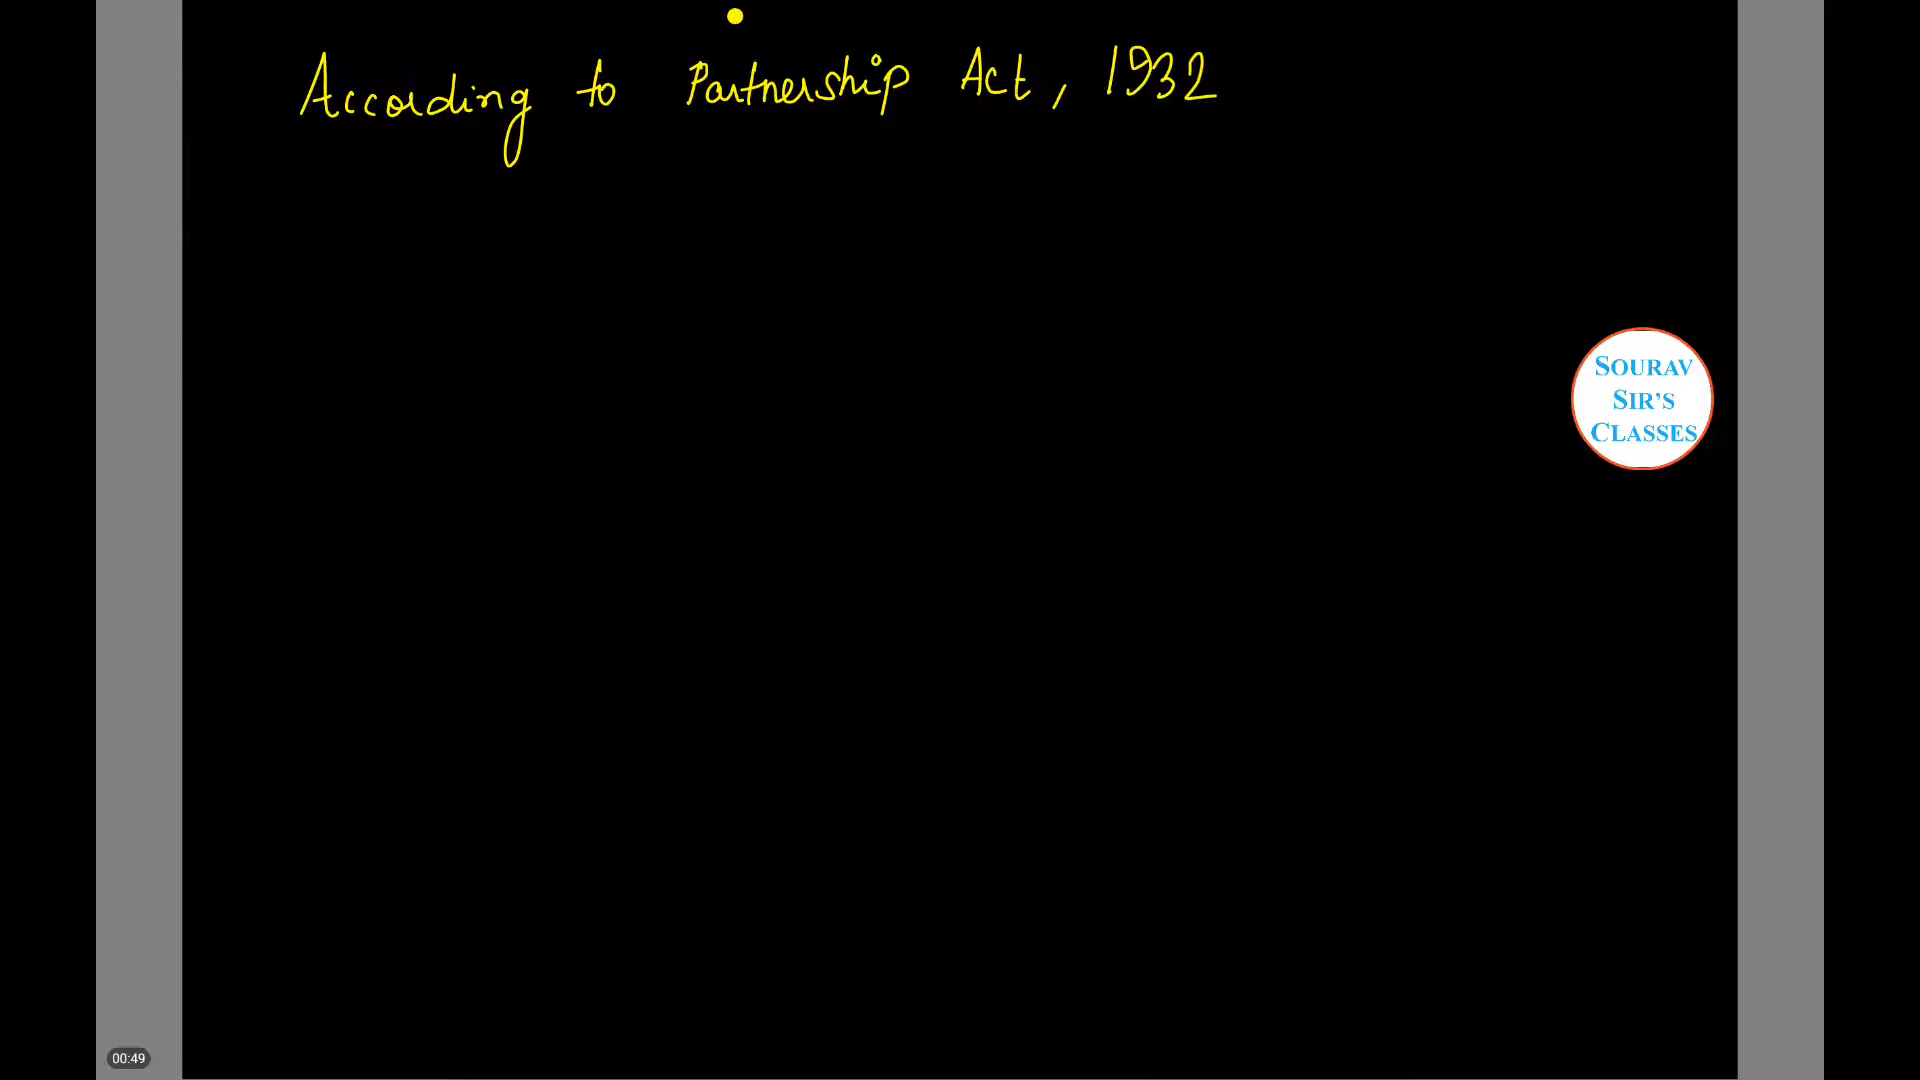 According to Partnership Act, 1932
SOURAV
SIR'S
CLASSES
00:49